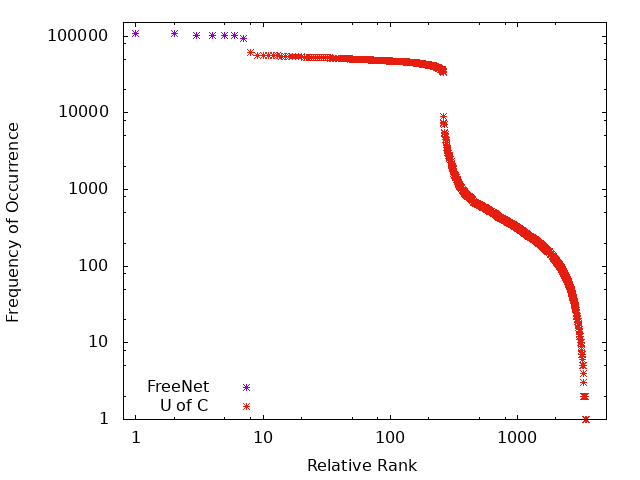 Frequency of Occurrence
100000
10000
1000
100
10
1
FreeNet
U of C
1 10 100 1000
Relative Rank